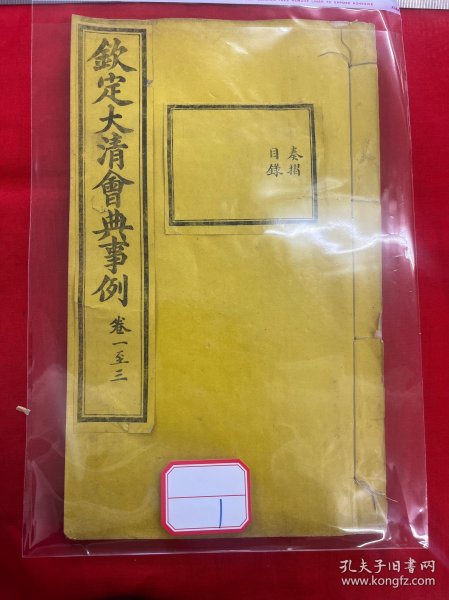 欽定大清會典事例 卷一至三
奏摺
目錄
1
孔夫子旧书网
www.kongfz.com